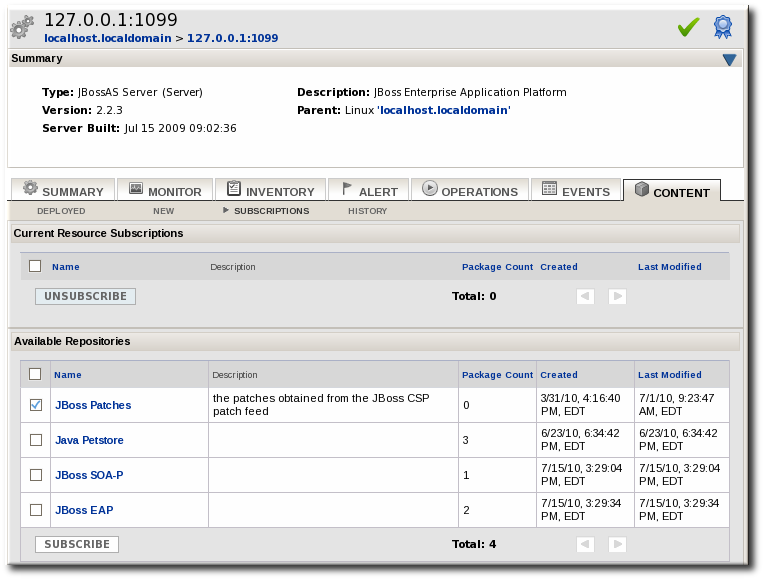 127.0.0.1:1099
localhost.localdomain > 127.0.0.1:1099
Summary
Type: JBossAS Server (Server) Description: JBoss Enterprise Application Platform
Version: 2.2.3 Parent: Linux 'localhost.localdomain'
Server Built: Jul 15 2009 09:02:36
SUMMARY MONITOR INVENTORY ALERT OPERATIONS EVENTS CONTENT
DEPLOYED NEW SUBSCRIPTIONS HISTORY
Current Resource Subscriptions
Name Description Package Count Created Last Modified
UNSUBSCRIBE Total: 0
Available Repositories
Name Description Package Count Created Last Modified
JBoss Patches the patches obtained from the JBoss CSP patch feed 0 3/31/10, 4:16:40 PM, EDT 7/1/10, 9:23:47 AM, EDT
Java Petstore 3 6/23/10, 6:34:42 PM, EDT 6/23/10, 6:34:42 PM, EDT
JBoss SOA-P 1 7/15/10, 3:29:04 PM, EDT 7/15/10, 3:29:04 PM, EDT
JBoss EAP 2 7/15/10, 3:29:34 PM, EDT 7/15/10, 3:29:34 PM, EDT
SUBSCRIBE Total: 4